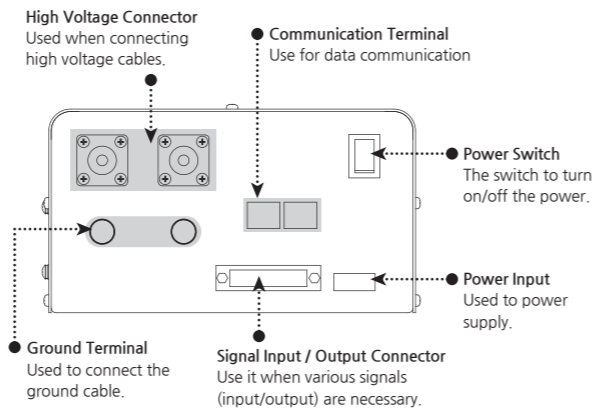 High Voltage Connector
Used when connecting
high voltage cables.
Communication Terminal
Use for data communication
Power Switch
The switch to turn
on/off the power.
Power Input
Used to power
supply.
Ground Terminal
Used to connect the
ground cable.
Signal Input / Output Connector
Use it when various signals
(input/output) are necessary.